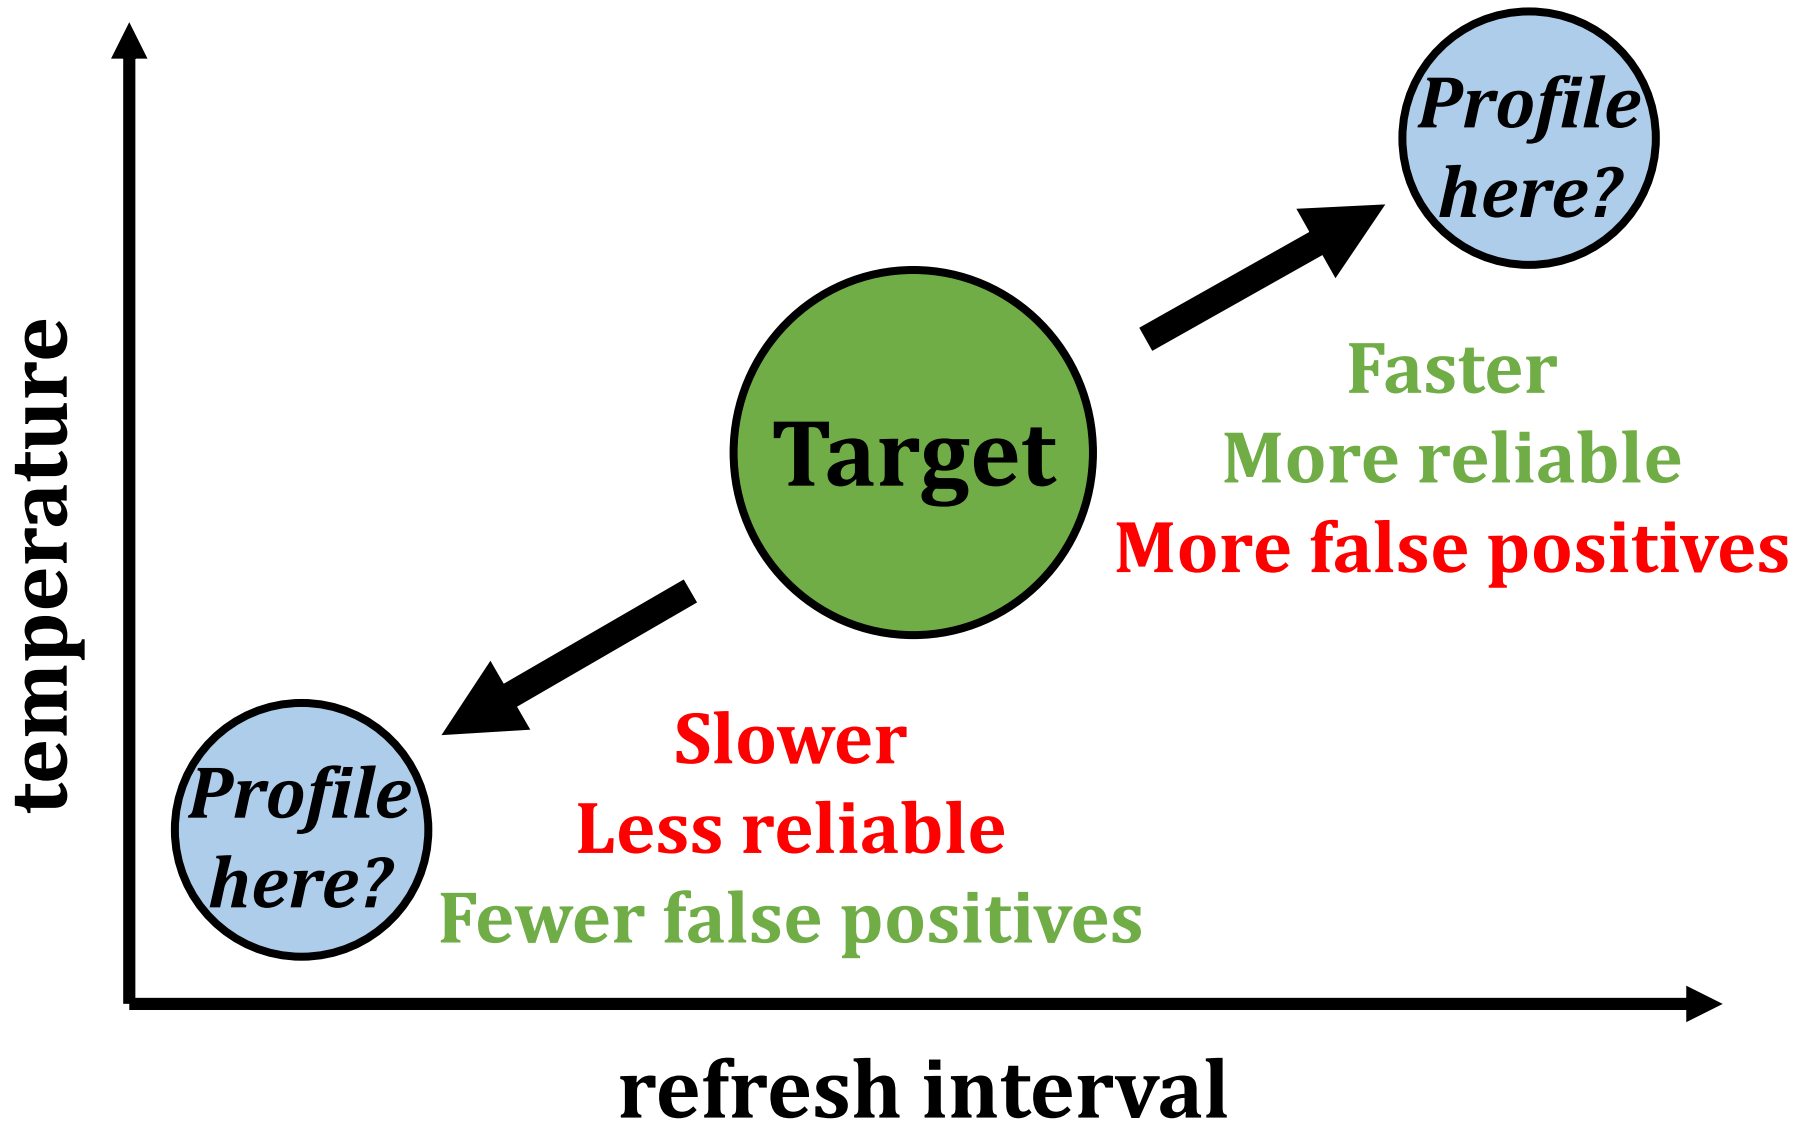 Profile
here?
Target
Faster
More reliable
More false positives
temperature
Profile
here?
Slower
Less reliable
Fewer false positives
refresh interval